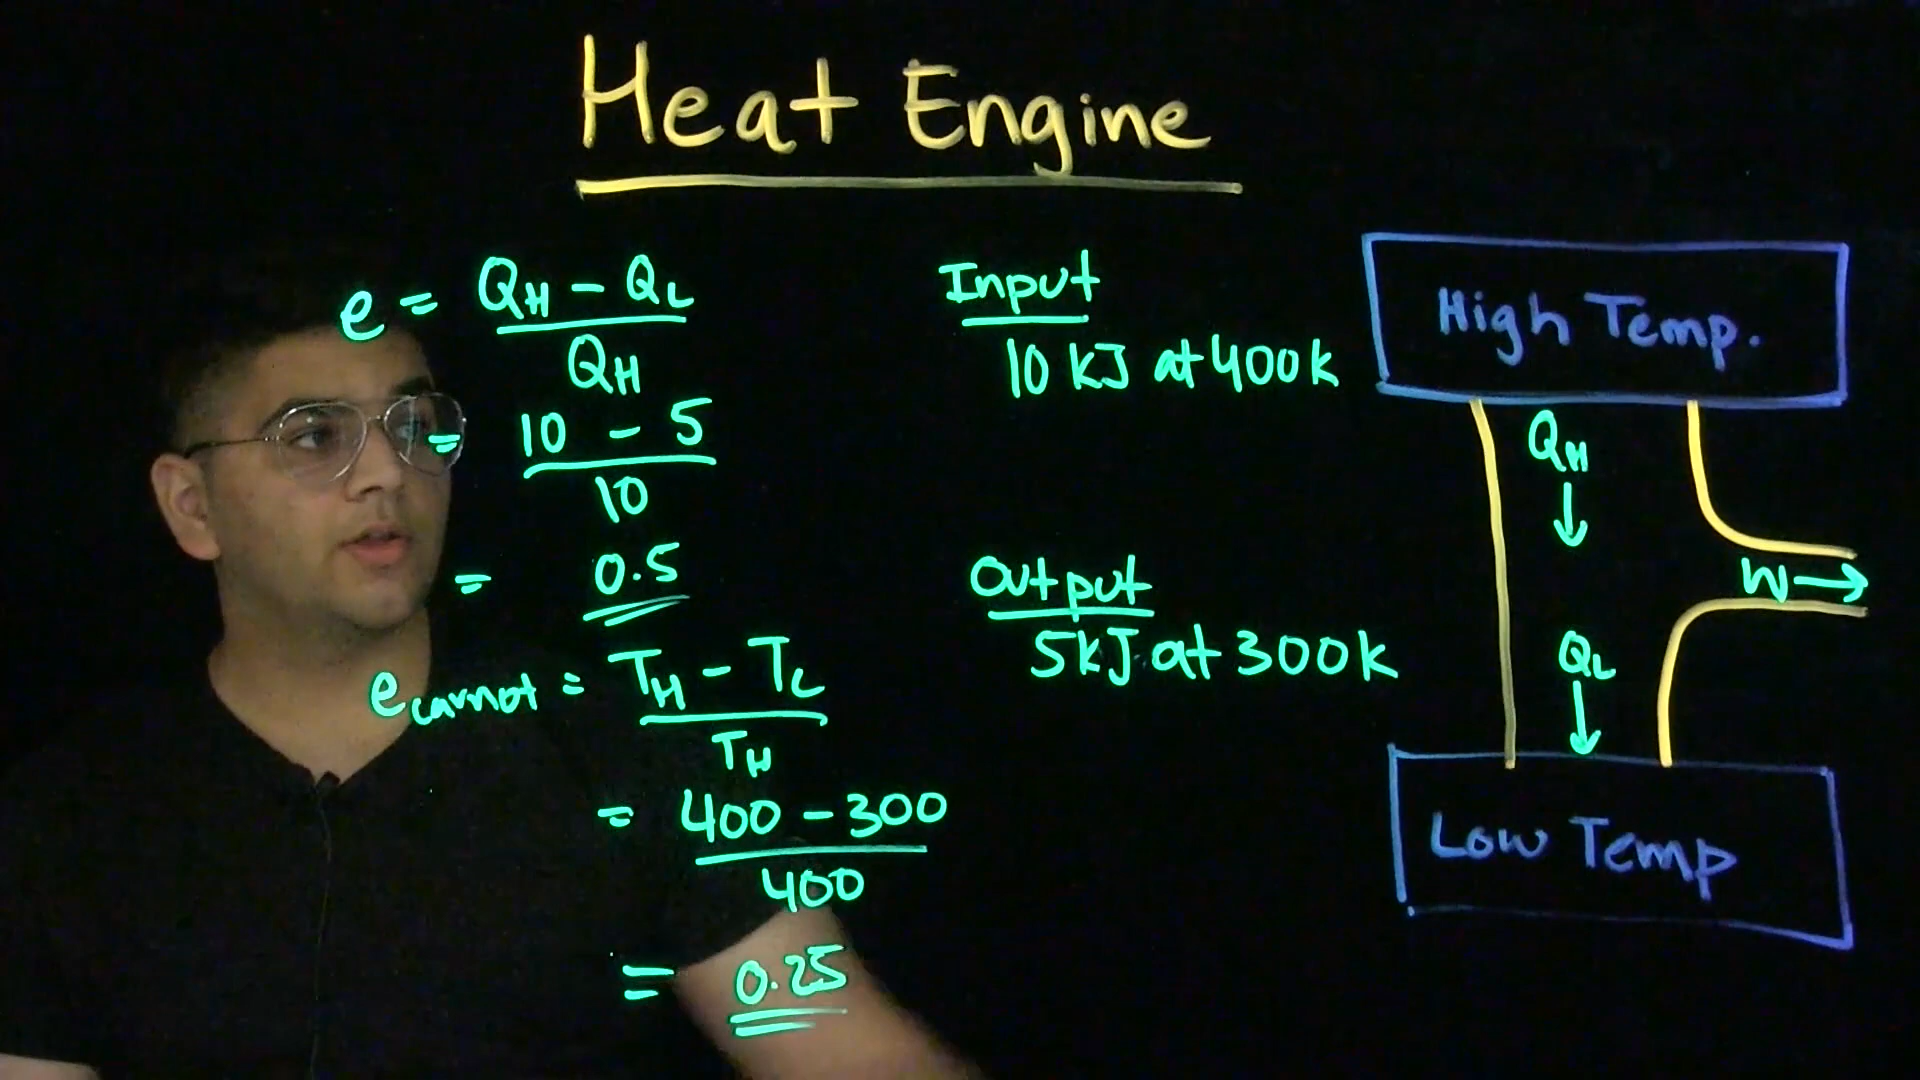 Heat Engine
e = QH - QL
QH
= 10 - 5
10
= 0.5
ecarnot = TH - TL
TH
= 400 - 300
400
= 0.25
Input
10 kJ at 400k
Output
5kJ at 300k
High Temp.
QH
↓
W →
QL
↓
Low Temp